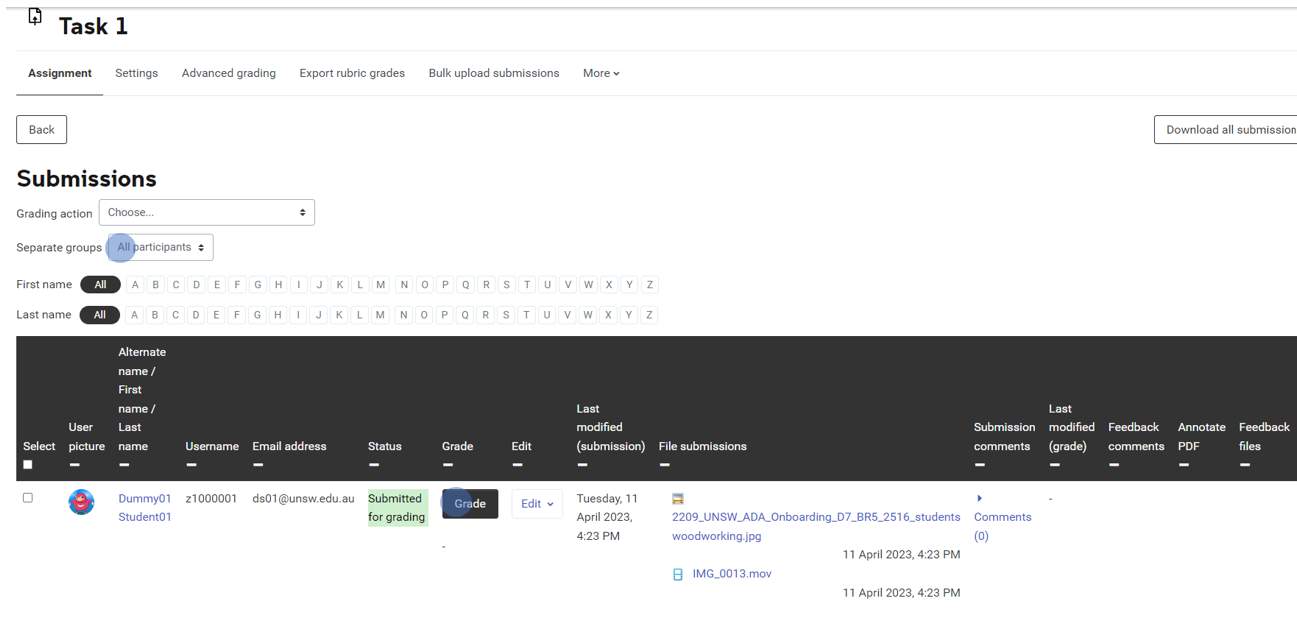 Task 1
Assignment Settings Advanced grading Export rubric grades Bulk upload submissions More
Back Download all submission
Submissions
Grading action Choose...
Separate groups All participants
First name All A B C D E F G H I J K L M N O P Q R S T U V W X Y Z
Last name All A B C D E F G H I J K L M N O P Q R S T U V W X Y Z
Select
User
picture
Alternate
name /
First
name /
Last
name
Username
Email address
Status
Grade
Edit
Last
modified
(submission)
File submissions
Submission
comments
Last
modified
(grade)
Feedback
comments
Annotate
PDF
Feedback
files
Dummy01
Student01
z1000001
ds01@unsw.edu.au
Submitted
for grading
Grade
-
Edit
Tuesday, 11
April 2023,
4:23 PM
2209_UNSW_ADA_Onboarding_D7_BR5_2516_students
woodworking.jpg
11 April 2023, 4:23 PM
IMG_0013.mov
11 April 2023, 4:23 PM
Comments
(0)
-